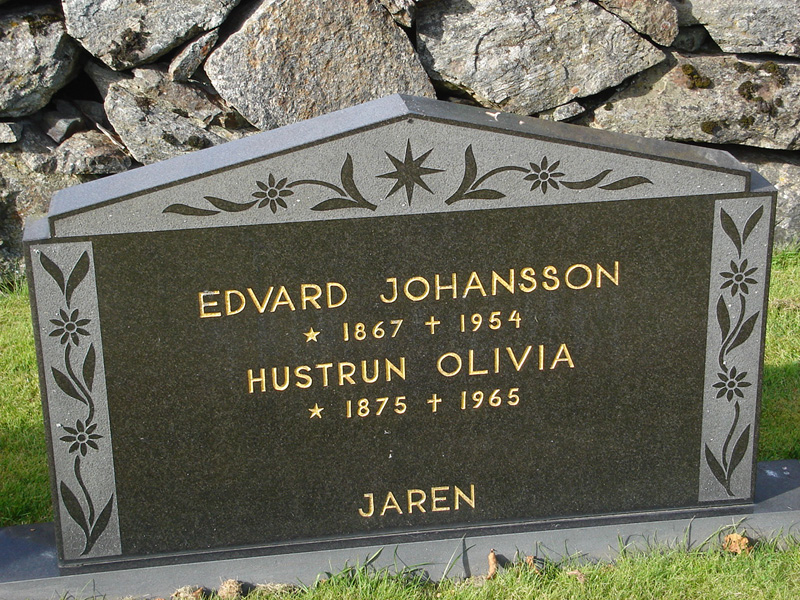 EDVARD JOHANSSON
★ 1867 ✝ 1954
HUSTRUN OLIVIA
★ 1875 ✝ 1965
JAREN